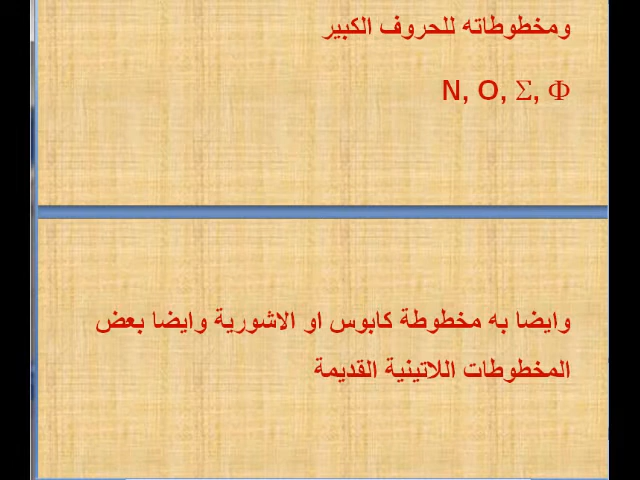 ومخطوطاته للحروف الكبير
N, O, Σ, Φ
وايضا به مخطوطة كابوس او الاشورية وايضا بعض
المخطوطات اللاتينية القديمة